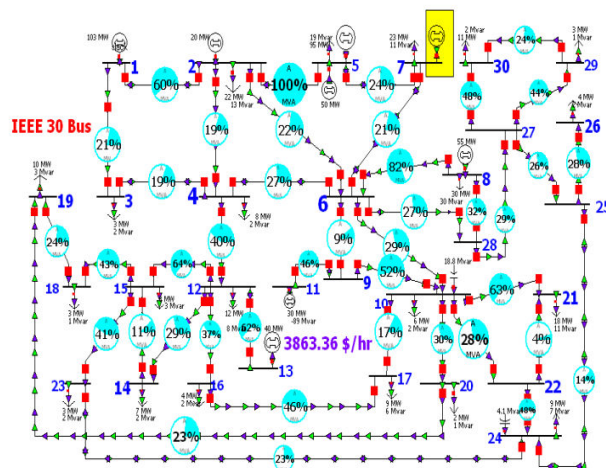 103 MW
20 MW
19 Mvar
95 MW
23 MW
11 Mvar
2 Mvar
11
3 MW
1 Mvar
24%
1
2
5
7
30
29
60%
A
100%
MVA
24%
22 MW
13 Mvar
50 MW
48%
44%
4 MW
2 Mvar
IEEE 30 Bus
22%
21%
27
26
21%
19%
82%
55 MW
26%
28%
10 MW
3 Mvar
19%
27%
8
30 MW
30 Mvar
32%
29%
25
19
3
4
6
27%
28
3 MW
2 Mvar
8 MW
2 Mvar
24%
40%
9%
29%
18.8 Mvar
43%
64%
46%
52%
63%
18
15
12
11
9
10
21
3 MW
1 Mvar
3 Mvar
12 MW
8 Mvar
62%
40 MW
30 MW
-89 Mvar
6 MW
2 Mvar
A
28%
MVA
18 MW
11 Mvar
41%
11%
29%
37%
3863.36 $/hr
17%
30%
4%
14%
23
14
16
13
17
20
22
3 MW
2 Mvar
7 MW
2 Mvar
4 MW
2 Mvar
46%
9 MW
6 Mvar
2 MW
1 Mvar
4.1 Mvar
48%
9 MW
7 Mvar
23%
24
23%